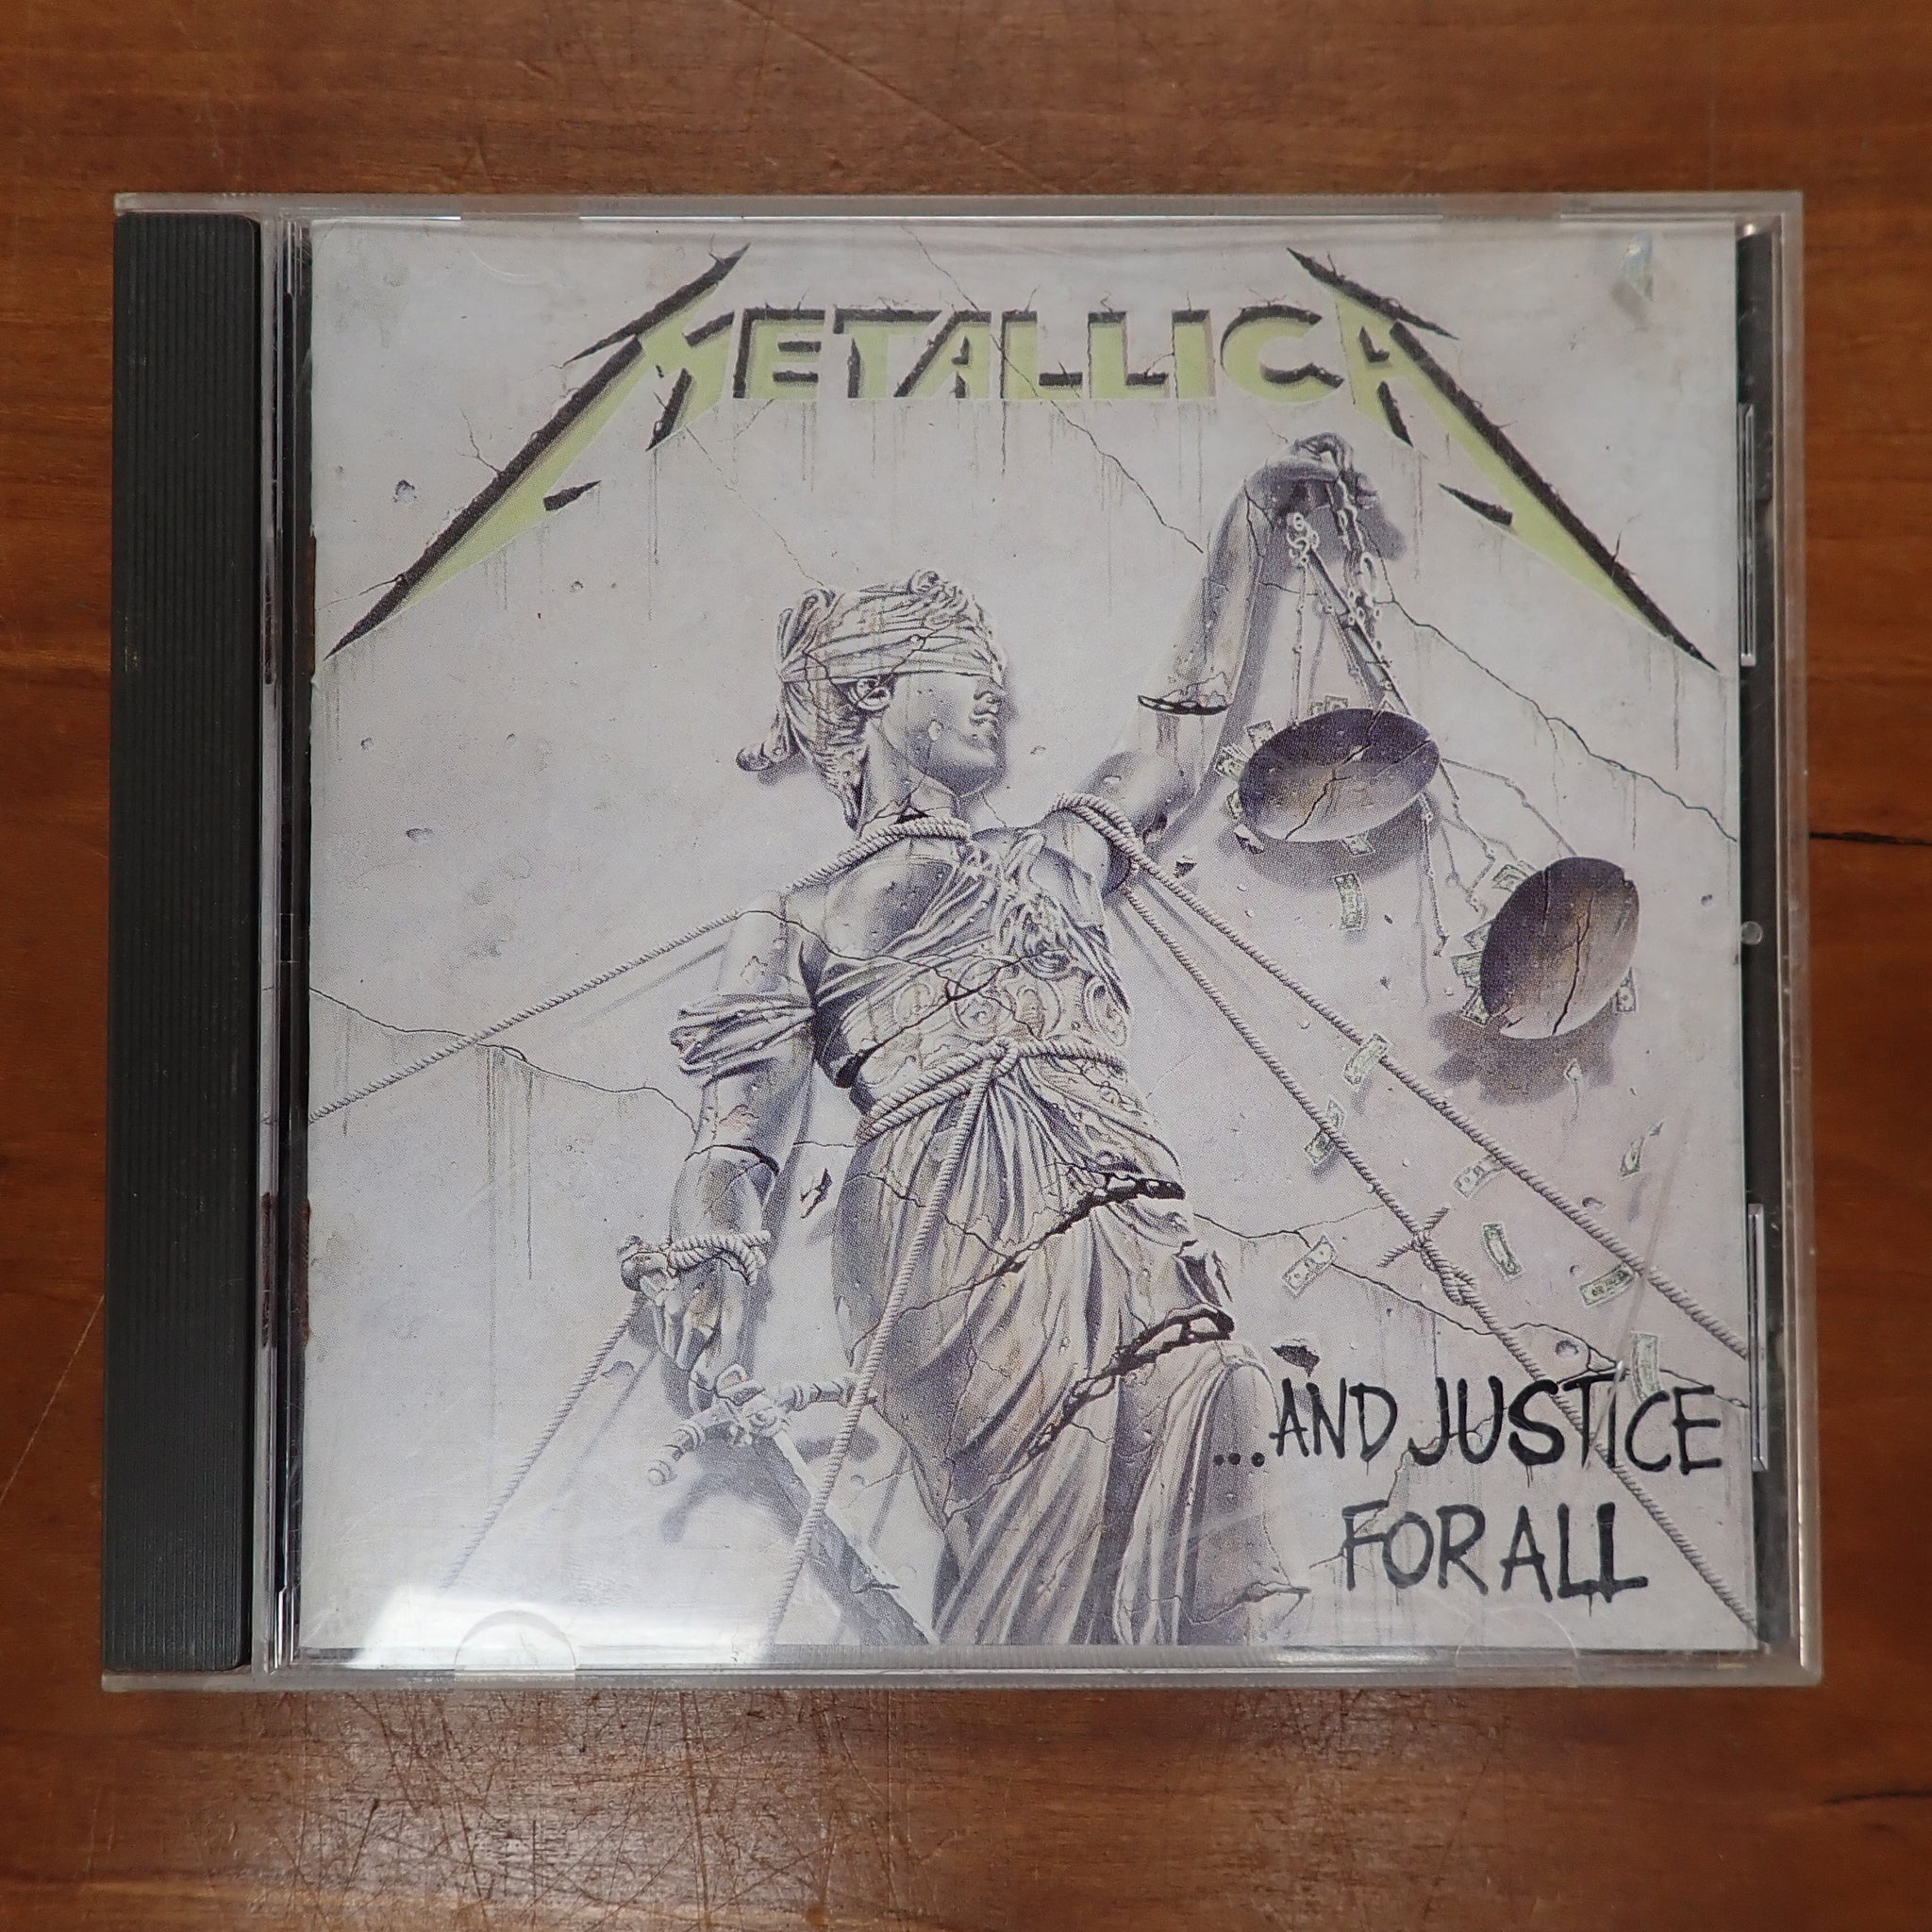 METALLICA
...AND JUSTICE
FOR ALL